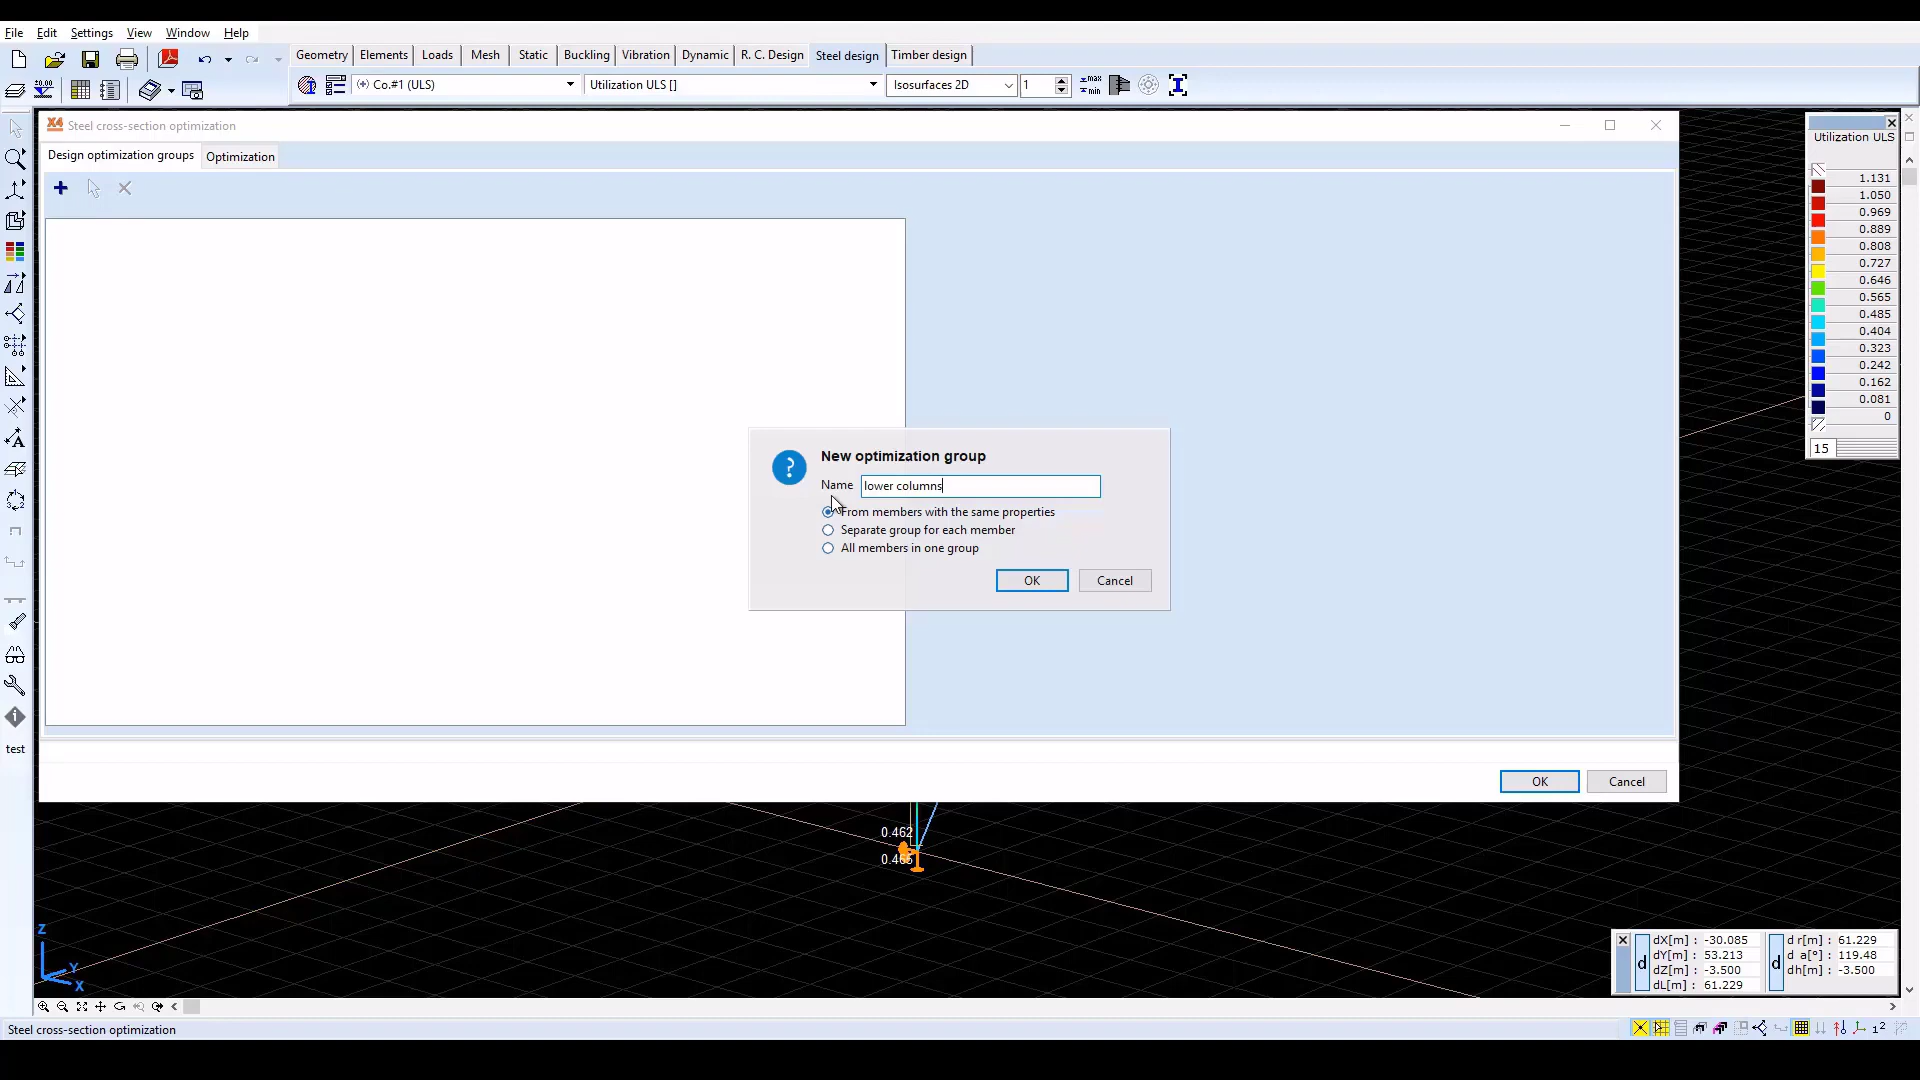 File Edit Settings View Window Help
Geometry Elements Loads Mesh Static Buckling Vibration Dynamic R. C. Design Steel design Timber design
(+) Co.#1 (ULS) Utilization ULS [] Isosurfaces 2D 1 max min
X4 Steel cross-section optimization
Design optimization groups Optimization
Utilization ULS
1.131
1.050
0.969
0.889
0.808
0.727
0.646
0.565
0.485
0.404
0.323
0.242
0.162
0.081
0
15
New optimization group
Name lower columns
From members with the same properties
Separate group for each member
All members in one group
OK Cancel
test
OK Cancel
0.462
0.465
Z
Y
X
dX[m] : -30.085
dY[m] : 53.213
dZ[m] : -3.500
dL[m] : 61.229
d
d
d r[m] : 61.229
d a[°] : 119.48
dh[m] : -3.500
Steel cross-section optimization